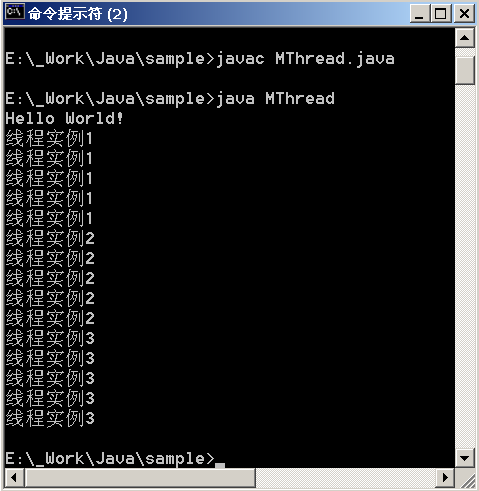 命令提示符 (2)
E:\_Work\Java\sample>javac MThread.java
E:\_Work\Java\sample>java MThread
Hello World!
线程实例1
线程实例1
线程实例1
线程实例1
线程实例1
线程实例2
线程实例2
线程实例2
线程实例2
线程实例2
线程实例3
线程实例3
线程实例3
线程实例3
线程实例3
E:\_Work\Java\sample>_